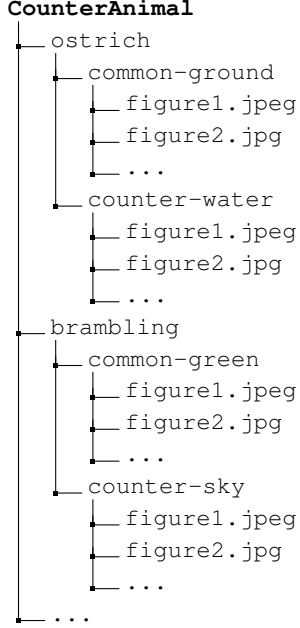 CounterAnimal
ostrich
common-ground
figure1.jpeg
figure2.jpg
...
counter-water
figure1.jpeg
figure2.jpg
...
brambling
common-green
figure1.jpeg
figure2.jpg
...
counter-sky
figure1.jpeg
figure2.jpg
...
...